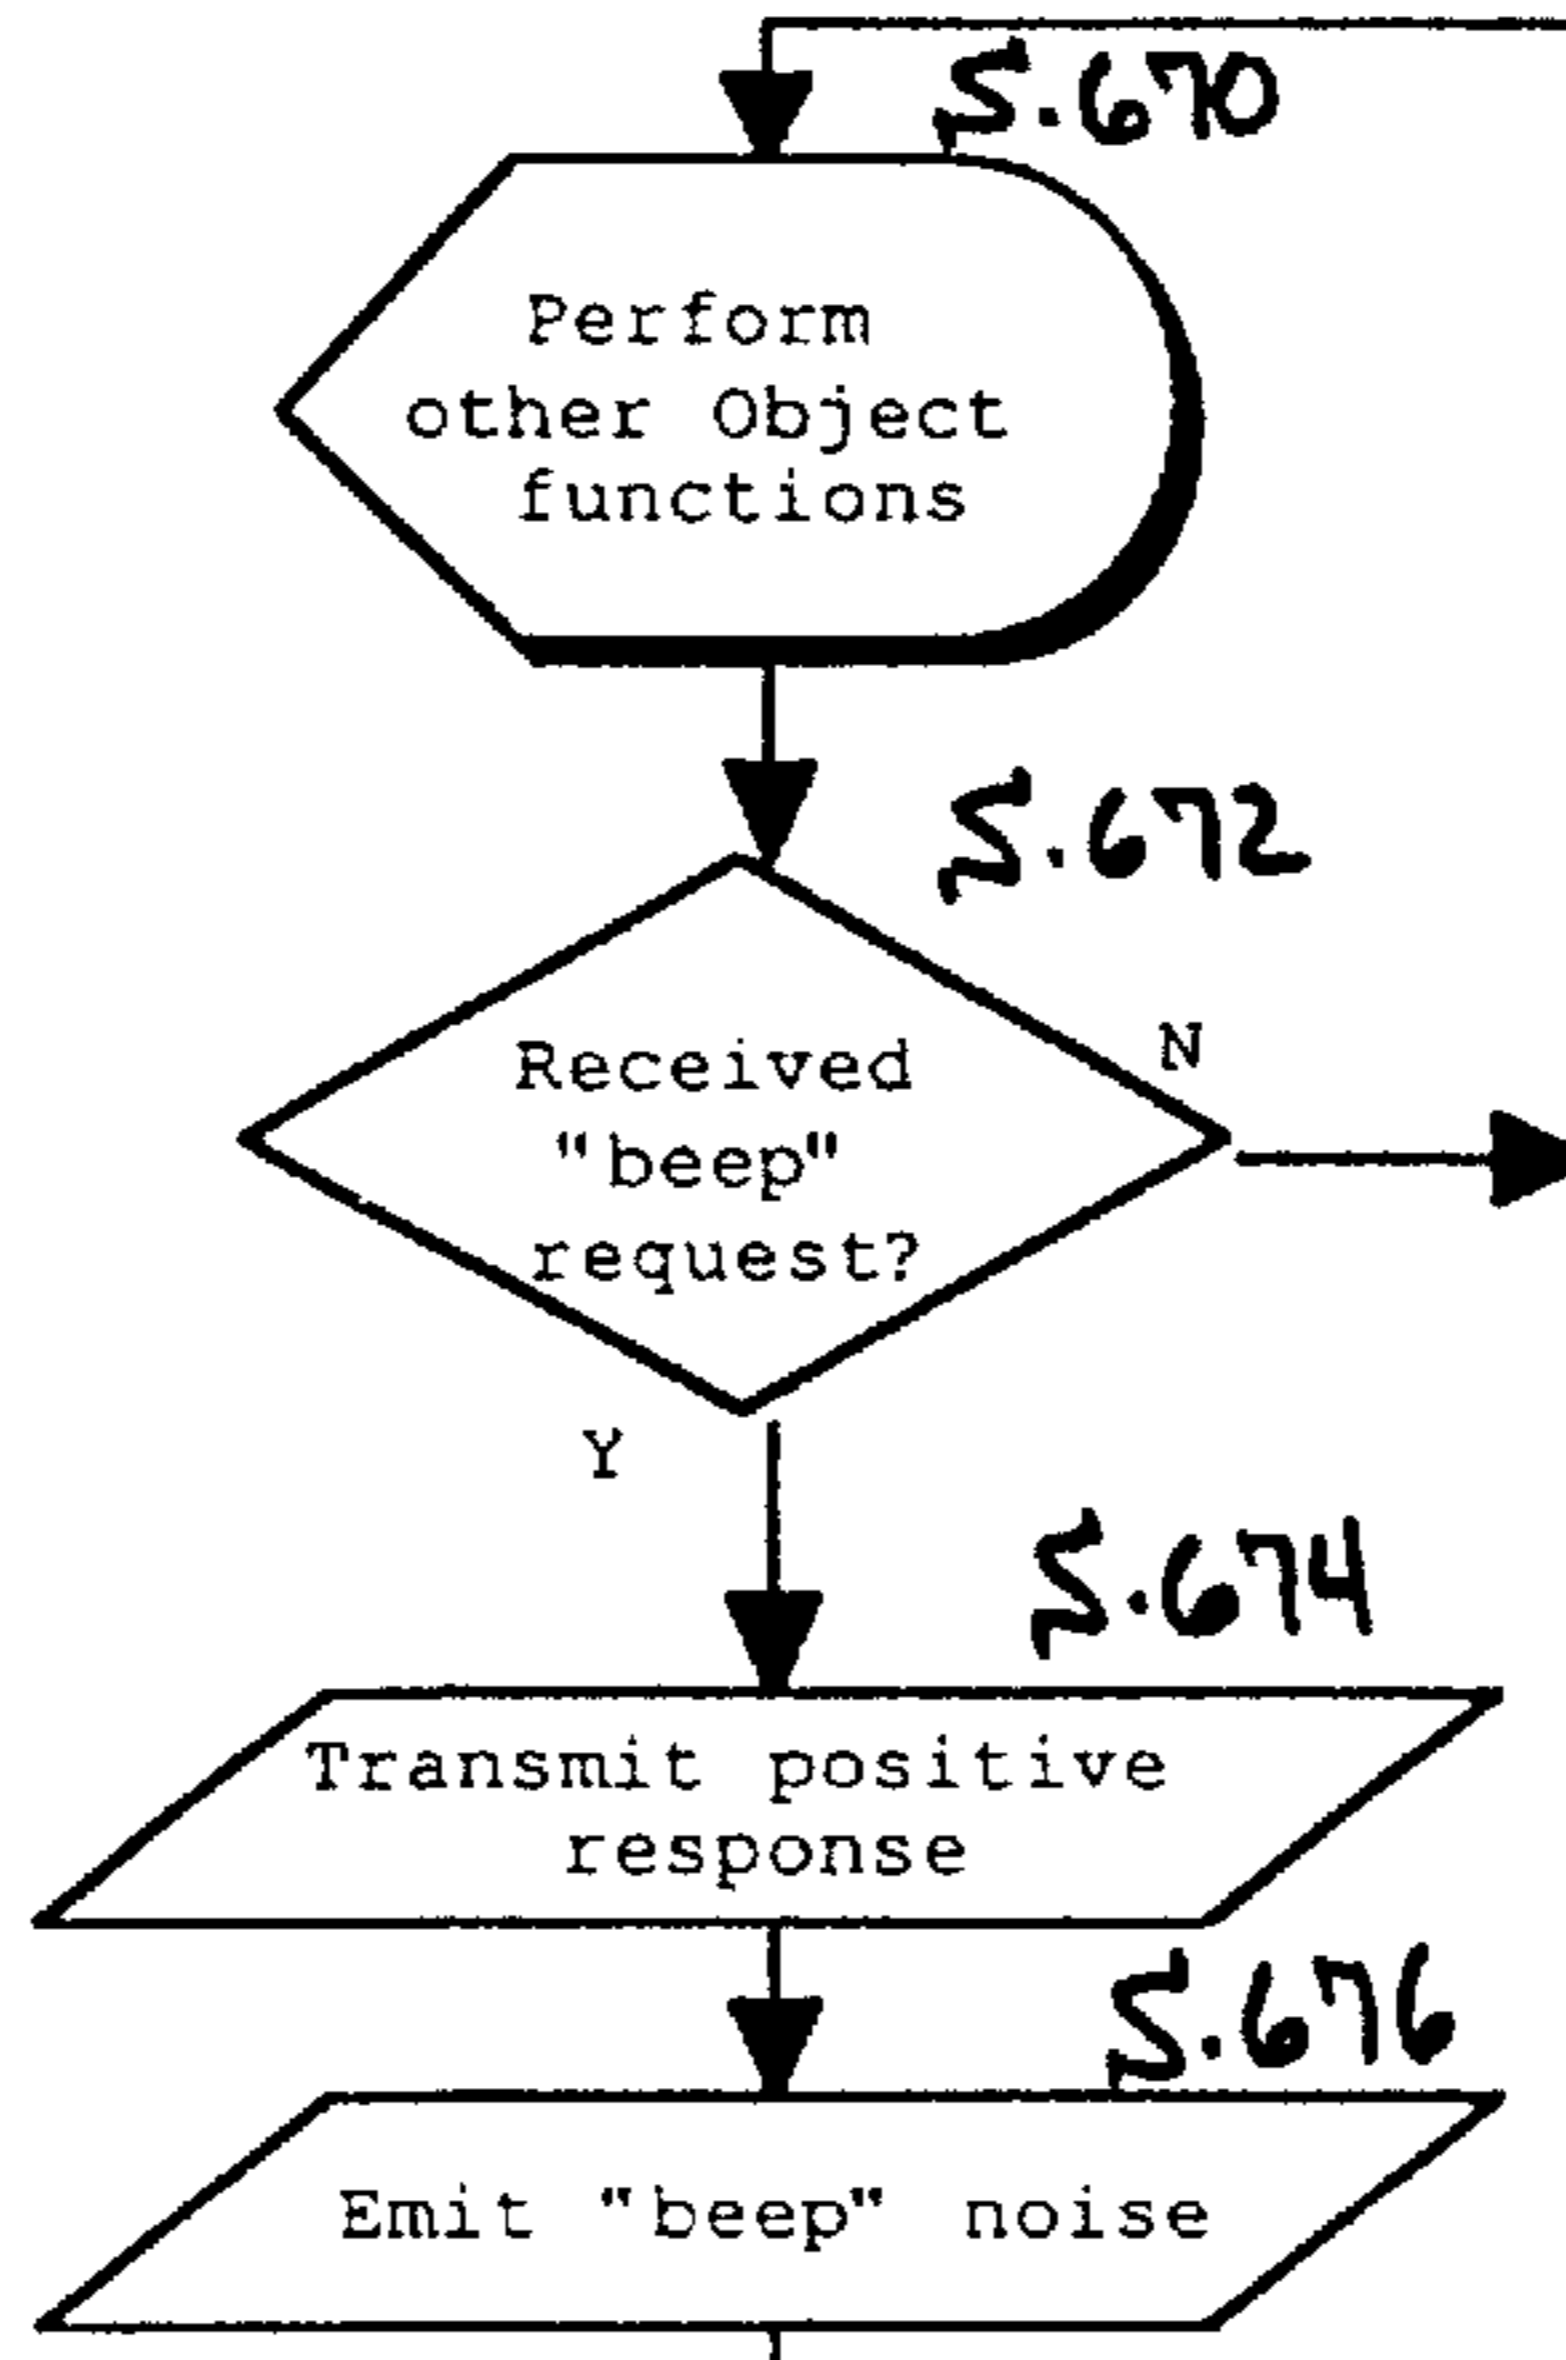 S.670
Perform
other Object
functions
S.672
Received
"beep"
request?
N
Y
S.674
Transmit positive
response
S.676
Emit "beep" noise